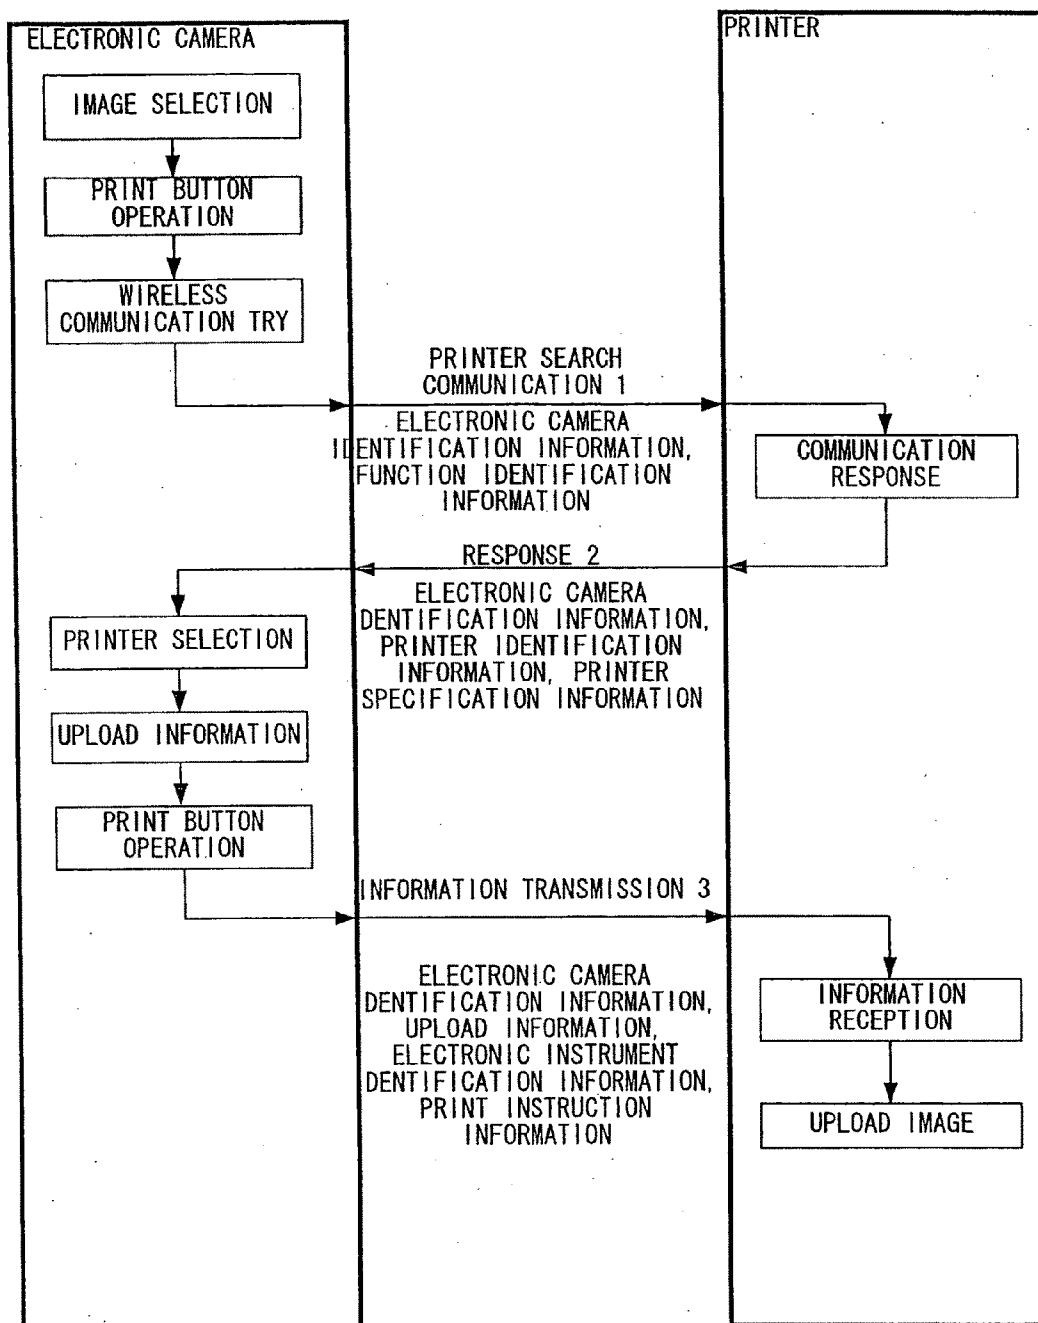 ELECTRONIC CAMERA
PRINTER
IMAGE SELECTION
PRINT BUTTON
OPERATION
WIRELESS
COMMUNICATION TRY
PRINTER SEARCH
COMMUNICATION 1
ELECTRONIC CAMERA
IDENTIFICATION INFORMATION,
FUNCTION IDENTIFICATION
INFORMATION
COMMUNICATION
RESPONSE
RESPONSE 2
ELECTRONIC CAMERA
DENTIFICATION INFORMATION,
PRINTER IDENTIFICATION
INFORMATION, PRINTER
SPECIFICATION INFORMATION
PRINTER SELECTION
UPLOAD INFORMATION
PRINT BUTTON
OPERATION
INFORMATION TRANSMISSION 3
ELECTRONIC CAMERA
DENTIFICATION INFORMATION,
UPLOAD INFORMATION,
ELECTRONIC INSTRUMENT
DENTIFICATION INFORMATION,
PRINT INSTRUCTION
INFORMATION
INFORMATION
RECEPTION
UPLOAD IMAGE